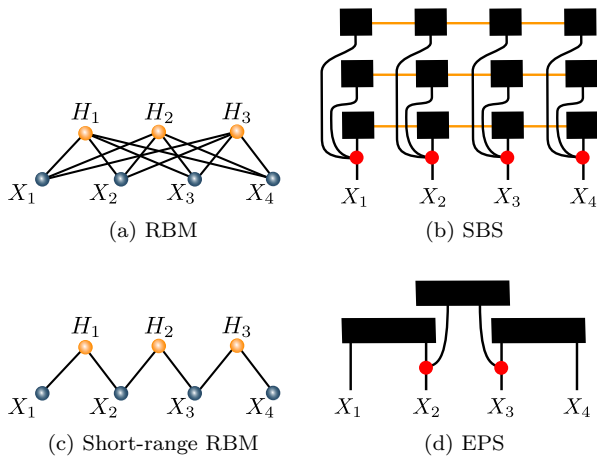 H₁ H₂ H₃
X₁ X₂ X₃ X₄
(a) RBM
X₁ X₂ X₃ X₄
(b) SBS
H₁ H₂ H₃
X₁ X₂ X₃ X₄
(c) Short-range RBM
X₁ X₂ X₃ X₄
(d) EPS